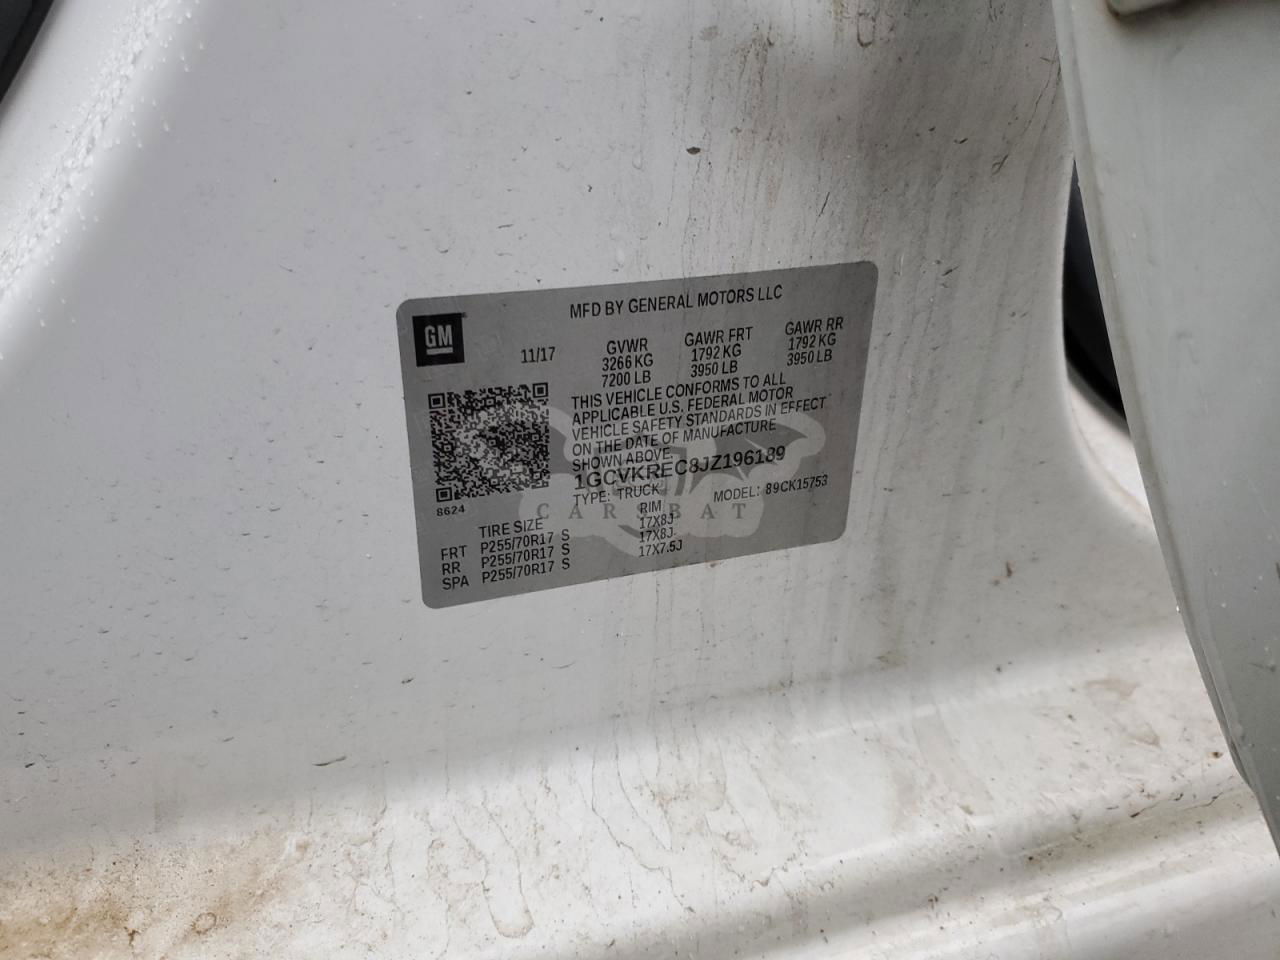 MFD BY GENERAL MOTORS LLC
GM
11/17
GVWR GAWR FRT GAWR RR
3266 KG 1792 KG 1792 KG
7200 LB 3950 LB 3950 LB
THIS VEHICLE CONFORMS TO ALL
APPLICABLE U.S. FEDERAL MOTOR
VEHICLE SAFETY STANDARDS IN EFFECT
ON THE DATE OF MANUFACTURE
SHOWN ABOVE.
1GCVKREC8JZ196189
TYPE: TRUCK MODEL: 89CK15753
8624
CARSBAT
TIRE SIZE RIM
FRT P255/70R17 S 17X8J
RR P255/70R17 S 17X8J
SPA P255/70R17 S 17X7.5J